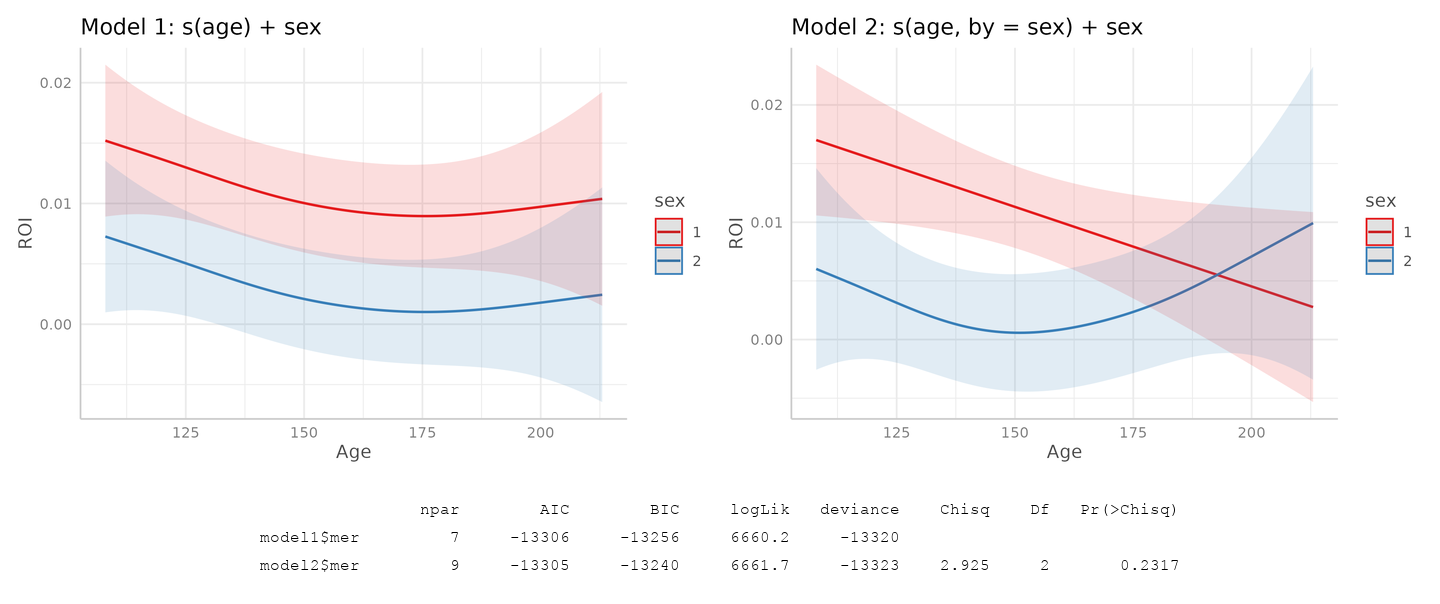 Model 1: s(age) + sex
0.02
0.01
0.00
ROI
125 150 175 200
Age
sex
1
2
Model 2: s(age, by = sex) + sex
0.02
0.01
0.00
ROI
125 150 175 200
Age
sex
1
2
npar AIC BIC logLik deviance Chisq Df Pr(>Chisq)
model1$mer 7 -13306 -13256 6660.2 -13320
model2$mer 9 -13305 -13240 6661.7 -13323 2.925 2 0.2317